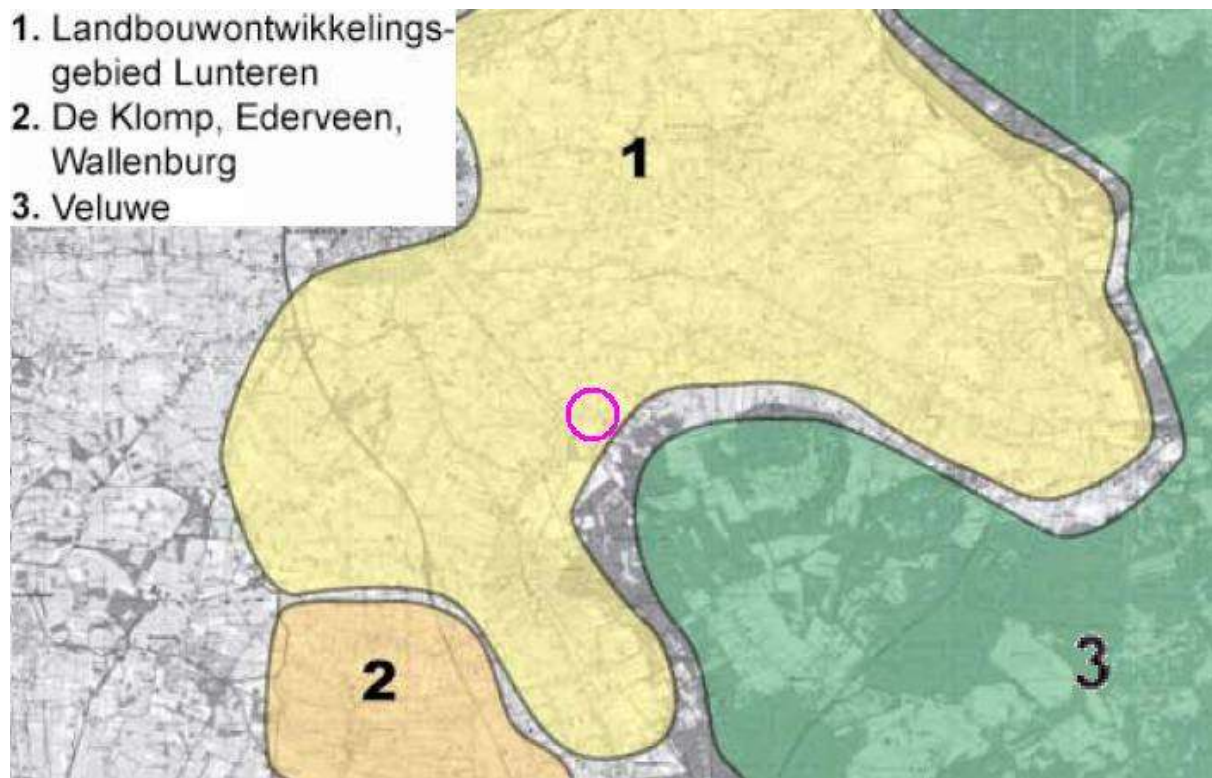 1. Landbouwontwikkelings-
gebied Lunteren
2. De Klomp, Ederveen,
Wallenburg
3. Veluwe
1
2
3